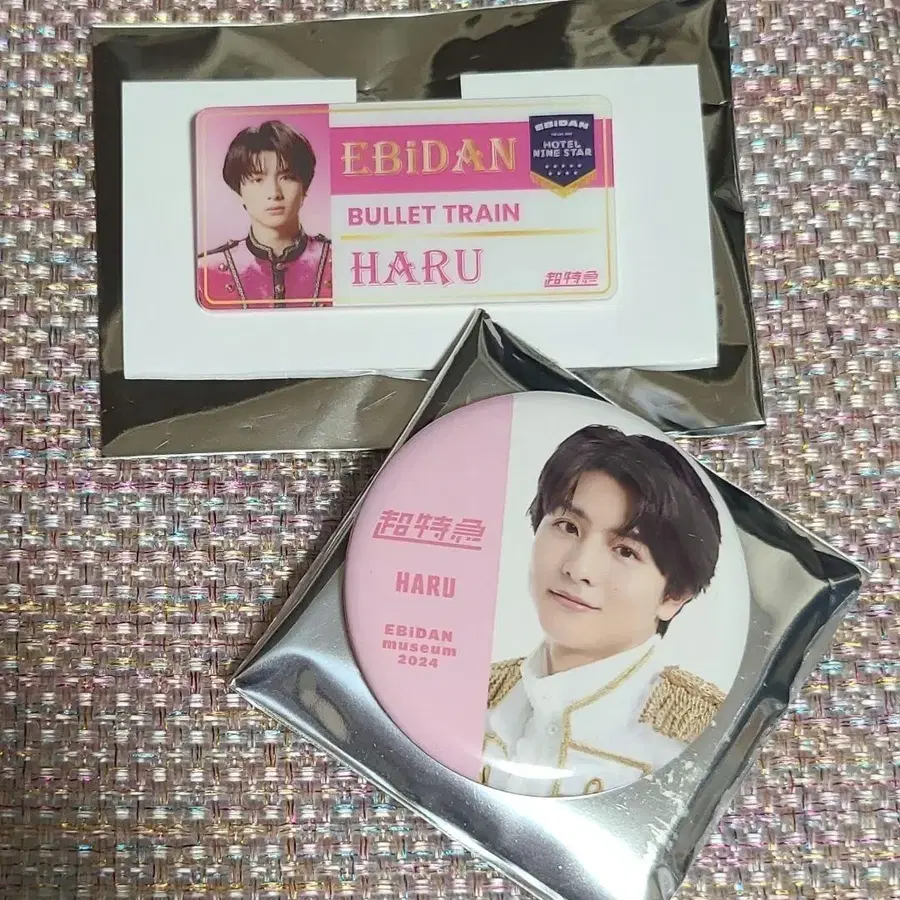 EBiDAN
BULLET TRAIN
HARU
EBiDAN
HOTEL
NINE STAR
超特急
超特急
HARU
EBiDAN
museum
2024